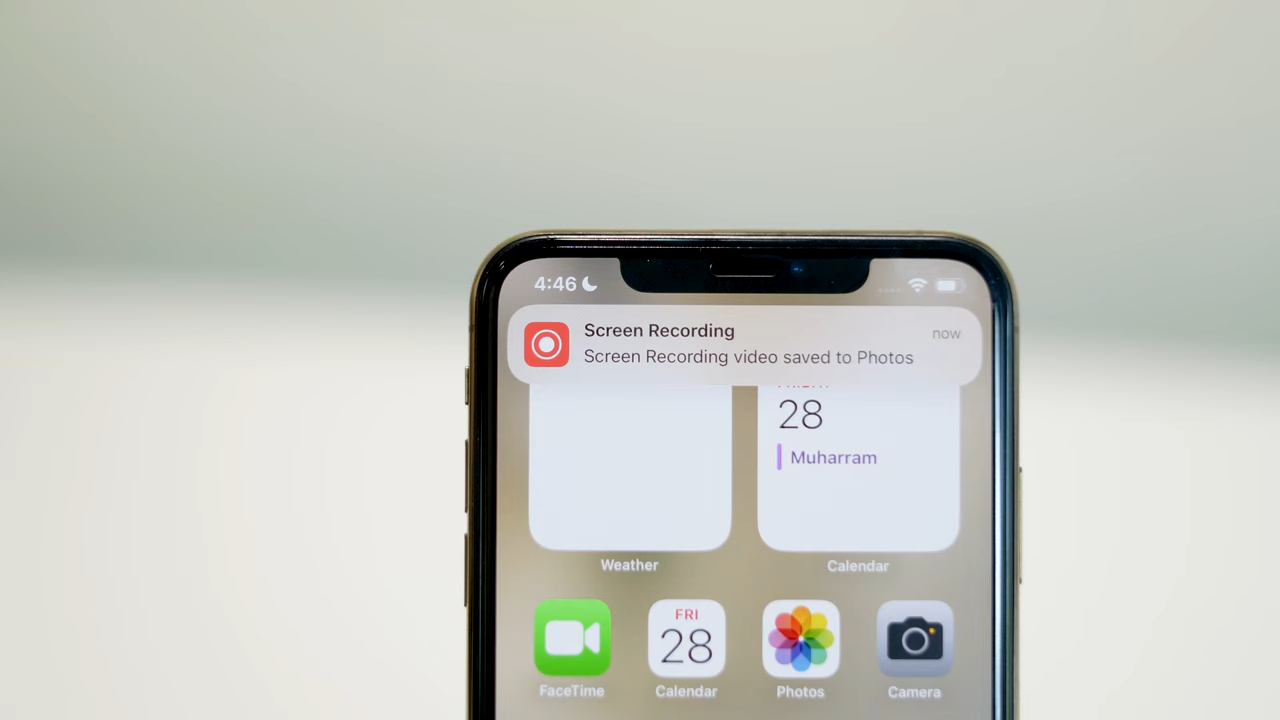 4:46
Screen Recording
now
Screen Recording video saved to Photos
28
Muharram
Weather
Calendar
FRI
28
FaceTime
Calendar
Photos
Camera